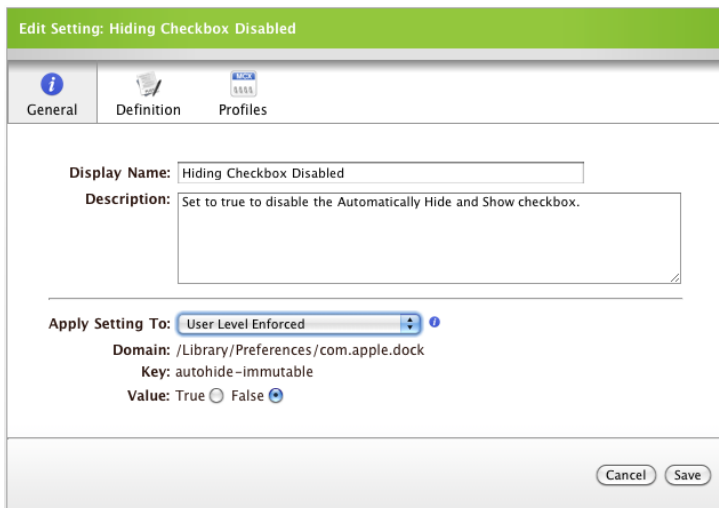 Edit Setting: Hiding Checkbox Disabled
MCX
General Definition Profiles
Display Name: Hiding Checkbox Disabled
Description: Set to true to disable the Automatically Hide and Show checkbox.
Apply Setting To: User Level Enforced
Domain: /Library/Preferences/com.apple.dock
Key: autohide-immutable
Value: True False
Cancel Save